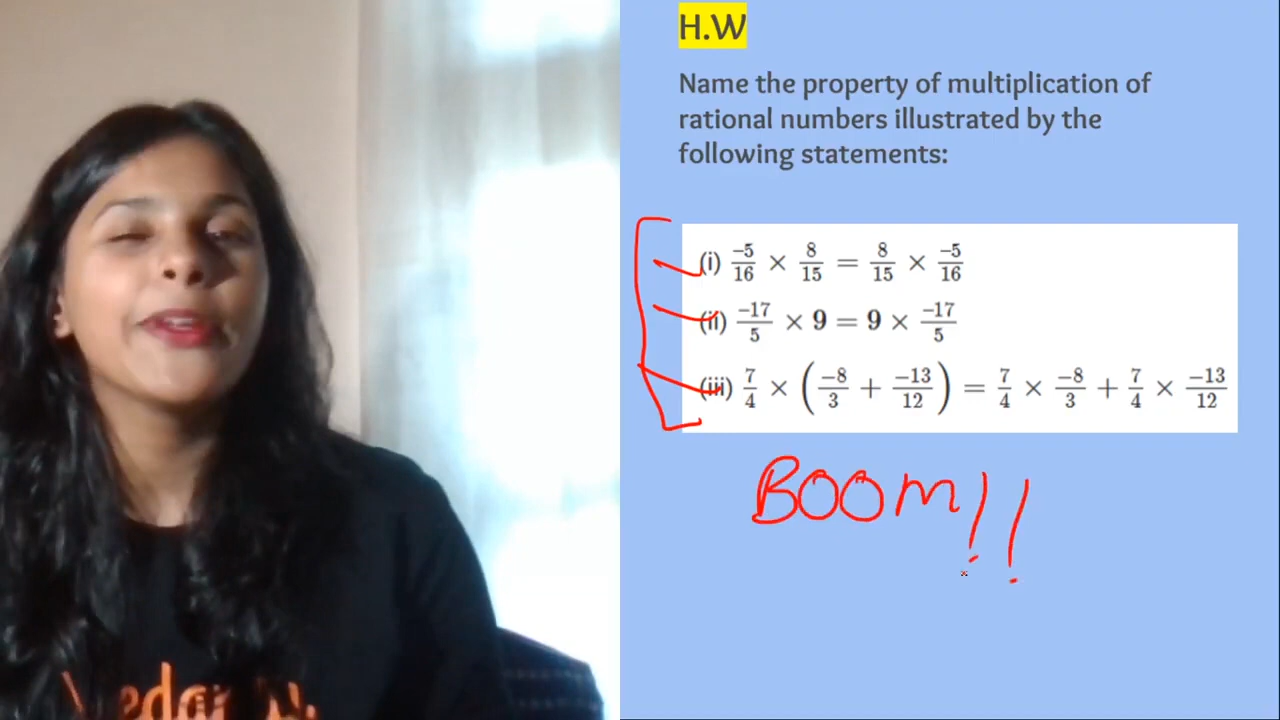 H.W
Name the property of multiplication of
rational numbers illustrated by the
following statements:
(i) -5/16 × 8/15 = 8/15 × -5/16
(ii) -17/5 × 9 = 9 × -17/5
(iii) 7/4 × (-8/3 + -13/12) = 7/4 × -8/3 + 7/4 × -13/12
BOOM!!